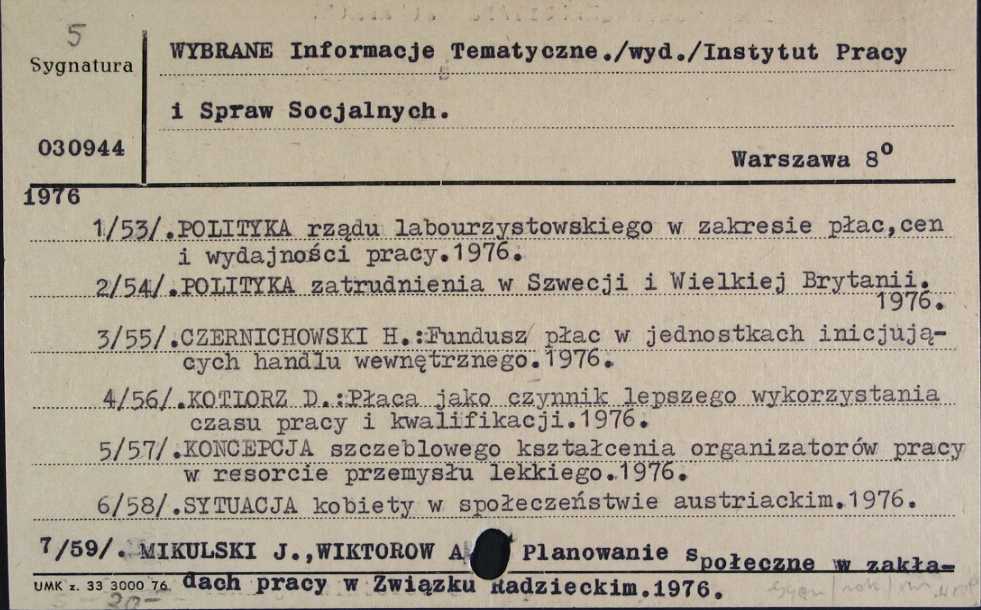 5
Sygnatura
WYBRANE Informacje Tematyczne./wyd./Instytut Pracy
i Spraw Socjalnych.
030944
Warszawa 8°
1976
1/53/.POLITYKA rządu labourzystowskiego w zakresie płac,cen
i wydajności pracy.1976.
2/54/.POLITYKA zatrudnienia w Szwecji i Wielkiej Brytanii.
1976.
3/55/.CZERNICHOWSKI H.:Fundusz płac w jednostkach inicjują-
cych handlu wewnętrznego.1976.
4/56/.KOTIORZ D.:Płaca jako czynnik lepszego wykorzystania
czasu pracy i kwalifikacji.1976.
5/57/.KONCEPCJA szczeblowego kształcenia organizatorów pracy
w resorcie przemysłu lekkiego.1976.
6/58/.SYTUACJA kobiety w społeczeństwie austriackim.1976.
7/59/. MIKULSKI J.,WIKTOROW A Planowanie społeczne w zakła-
dach pracy w Związku Radzieckim.1976.
UMK z. 33 3000 76